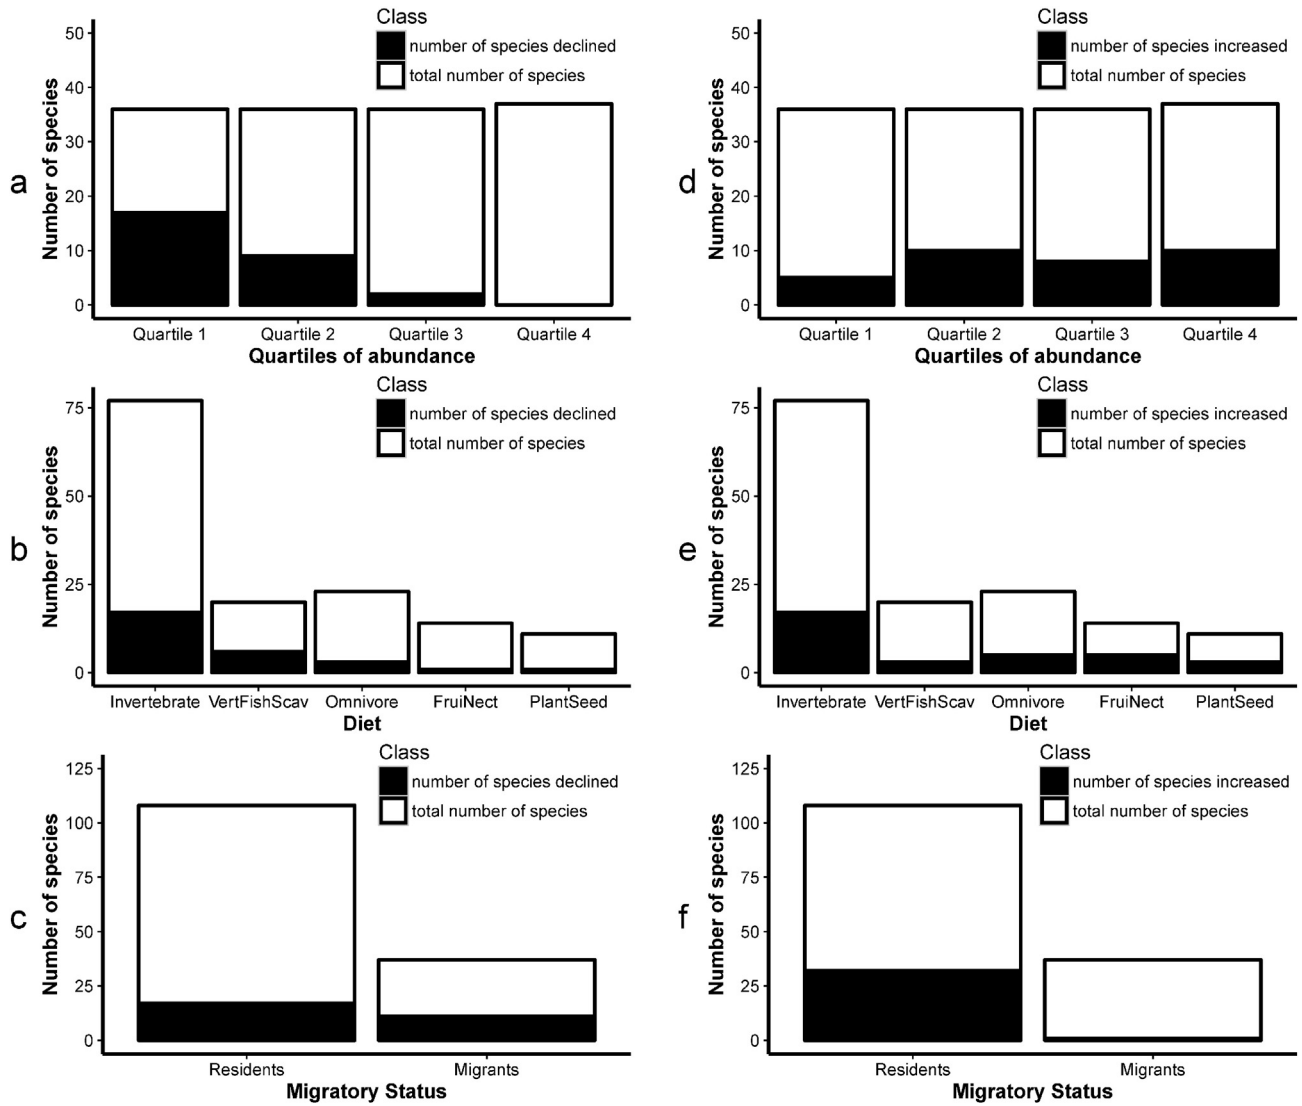 a
Class
number of species declined
total number of species
Number of species
50
40
30
20
10
0
Quartile 1 Quartile 2 Quartile 3 Quartile 4
Quartiles of abundance
d
Class
number of species increased
total number of species
Number of species
50
40
30
20
10
0
Quartile 1 Quartile 2 Quartile 3 Quartile 4
Quartiles of abundance
b
Class
number of species declined
total number of species
Number of species
75
50
25
0
Invertebrate VertFishScav Omnivore FruiNect PlantSeed
Diet
e
Class
number of species increased
total number of species
Number of species
75
50
25
0
Invertebrate VertFishScav Omnivore FruiNect PlantSeed
Diet
c
Class
number of species declined
total number of species
Number of species
125
100
75
50
25
0
Residents Migrants
Migratory Status
f
Class
number of species increased
total number of species
Number of species
125
100
75
50
25
0
Residents Migrants
Migratory Status